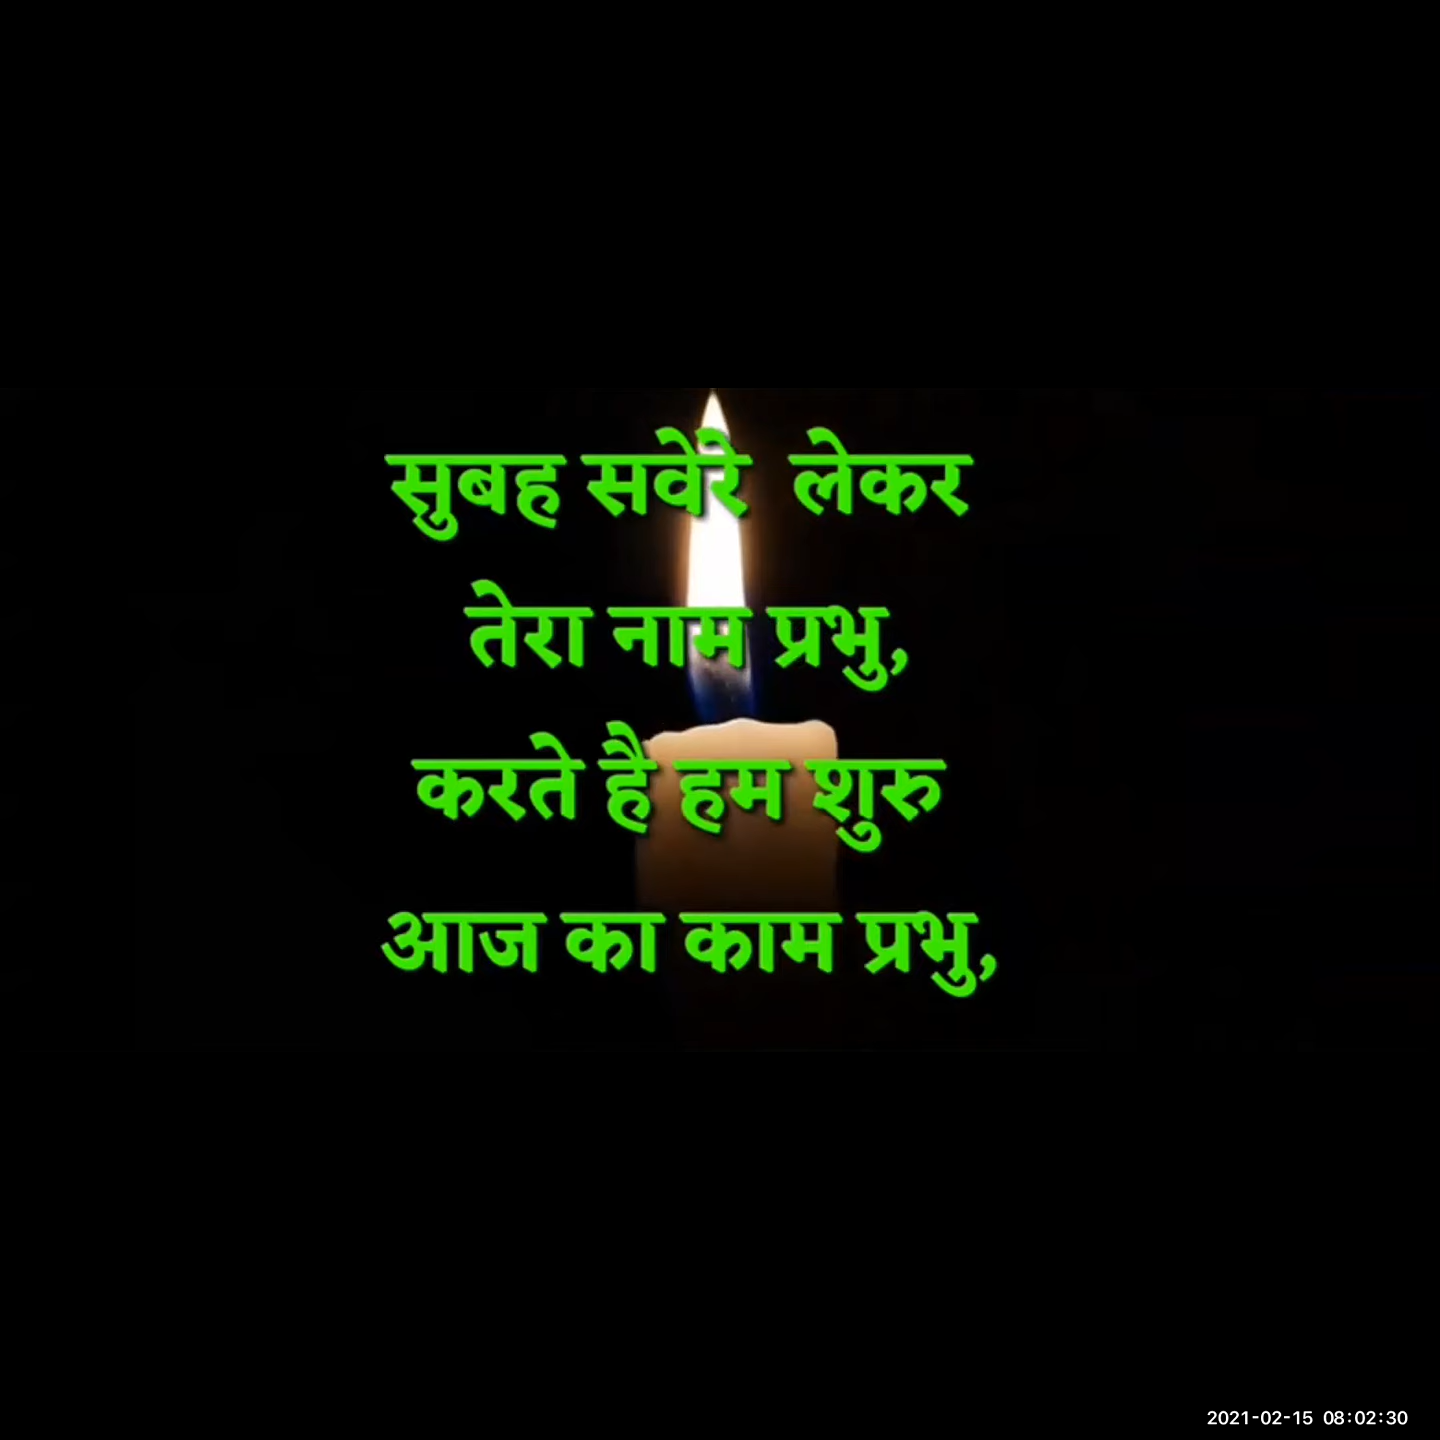 सुबह सवेरे लेकर
तेरा नाम प्रभु,
करते है हम शुरु
आज का काम प्रभु,
2021-02-15 08:02:30